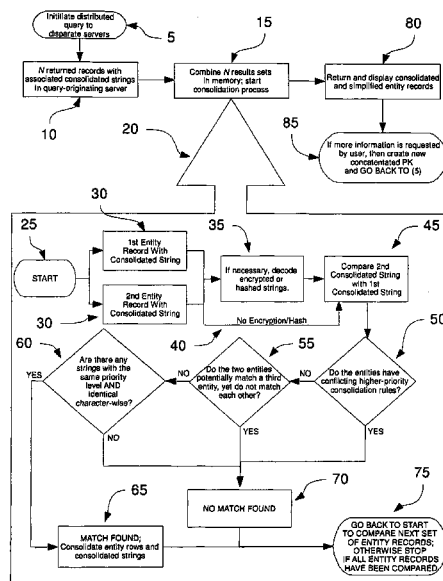 Inititiate distributed
query to
disparate servers
5
15
80
N returned records with
associated consolidated strings
in query-originating server
Combine N results sets
in memory; start
consolidation process
Return and display consolidated
and simplified entity records
10
20
85
If more information is requested
by user, then create new
concatentated PK
and GO BACK TO (5)
30
25
35
45
1st Entity
Record With
Consolidated String
START
If necessary, decode
encrypted or
hashed strings.
Compare 2nd
Consolidated String
with 1st Consolidated
String
2nd Entity
Record With
Consolidated String
30
No Encryption/Hash
40
60
55
50
YES
Are there any
strings with the
same priority
level AND
identical
character-wise?
NO
Do the two entities
potentially match a third
entity, yet do not match
each other?
NO
Do the entities have
conflicting higher-priority
consolidation rules?
NO
YES
YES
65
70
75
NO MATCH FOUND
MATCH FOUND;
Consolidate entity rows and
consolidated strings
GO BACK TO START
TO COMPARE NEXT SET
OF ENTITY RECORDS;
OTHERWISE STOP
IF ALL ENTITY RECORDS
HAVE BEEN COMPARED